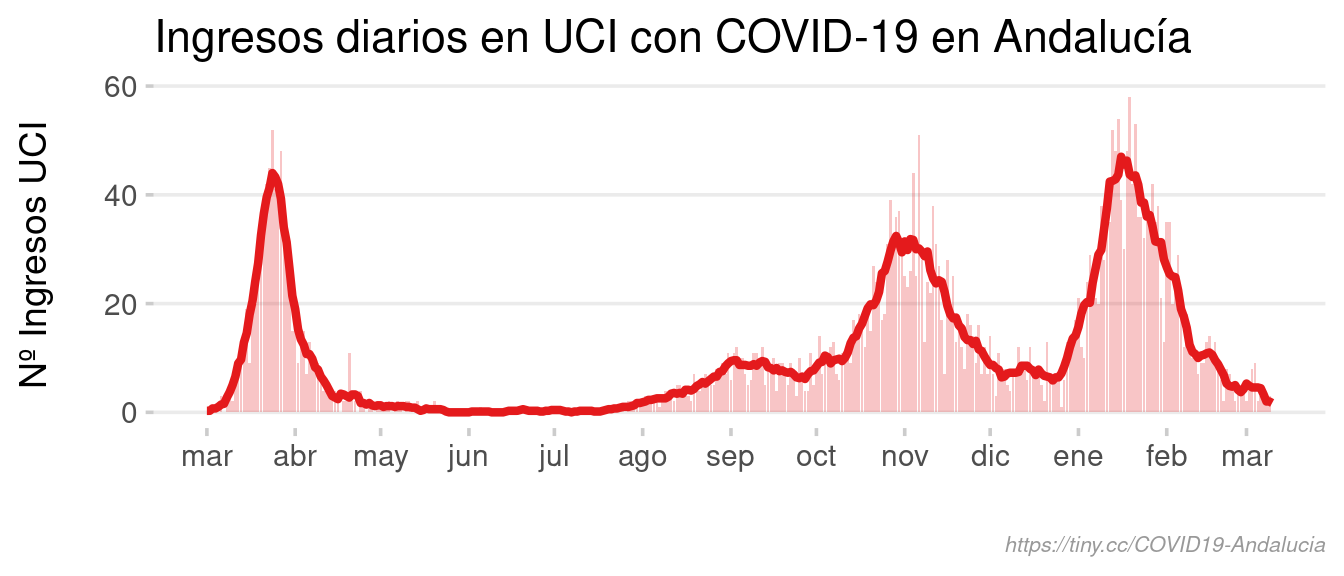 Ingresos diarios en UCI con COVID-19 en Andalucía
Nº Ingresos UCI
60
40
20
0
mar abr may jun jul ago sep oct nov dic ene feb mar
https://tiny.cc/COVID19-Andalucia